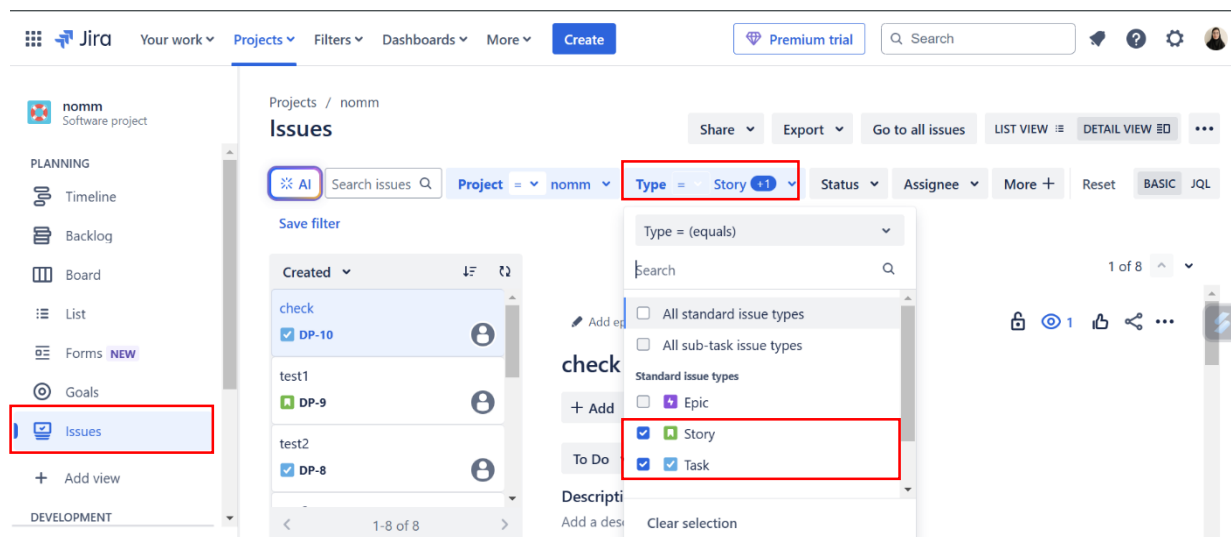 Jira Your work Projects Filters Dashboards More Create Premium trial Search
nomm
Software project
PLANNING
Timeline
Backlog
Board
List
Forms NEW
Goals
Issues
Add view
DEVELOPMENT
Projects / nomm
Issues
Share Export Go to all issues LIST VIEW DETAIL VIEW
AI Search issues Project = nomm Type = Story +1 Status Assignee More + Reset BASIC JQL
Save filter
Created
check
DP-10
test1
DP-9
test2
DP-8
1-8 of 8
1 of 8
Add ep
1
check
+ Add
To Do
Descripti
Add a des
Type = (equals)
Search
All standard issue types
All sub-task issue types
Standard issue types
Epic
Story
Task
Clear selection